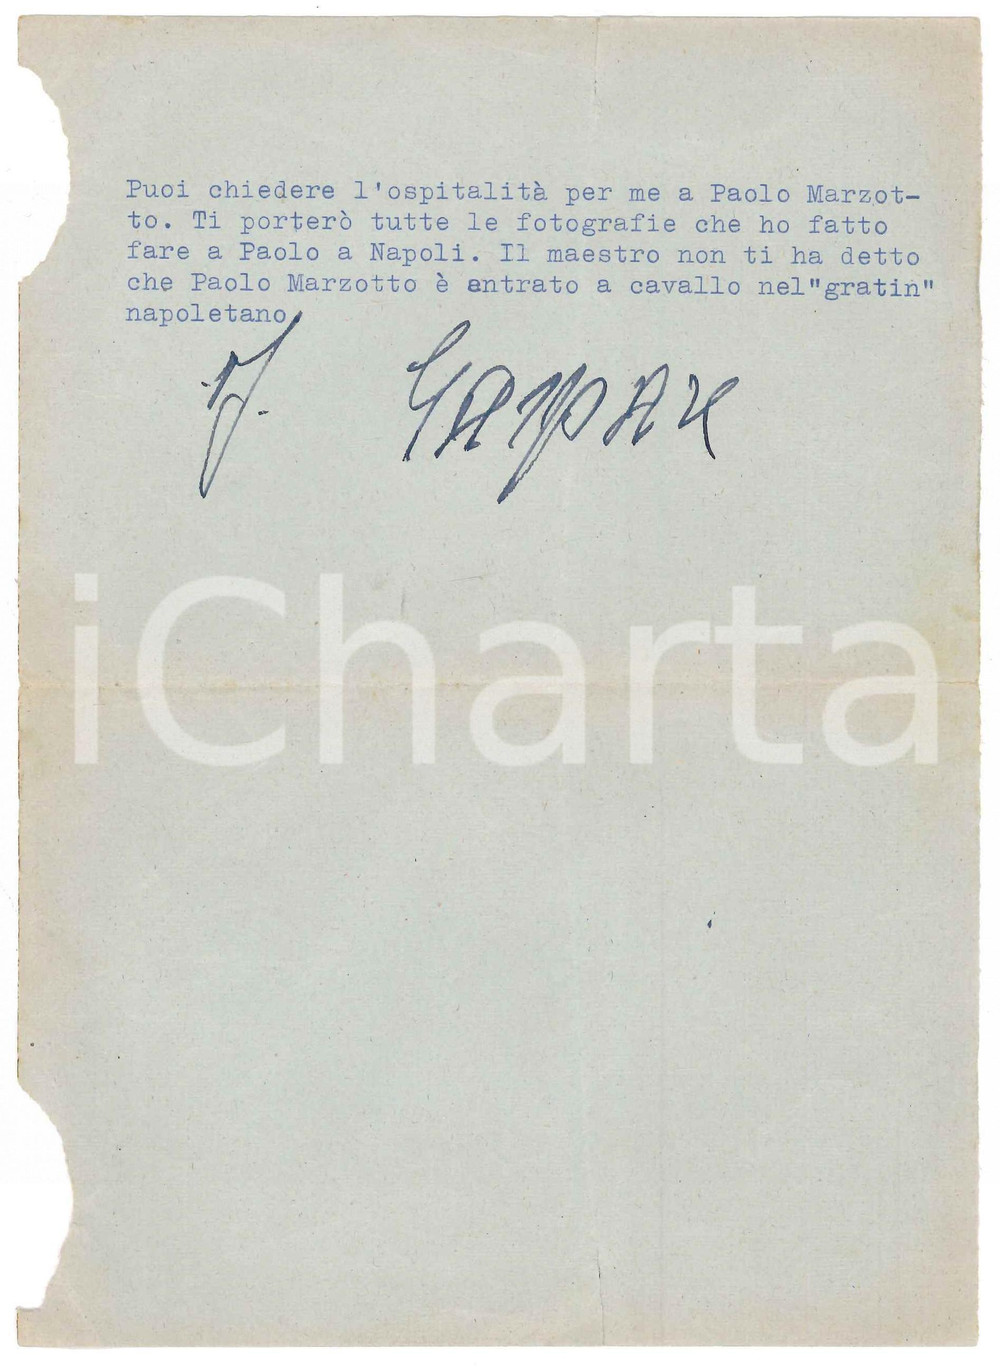 Puoi chiedere l'ospitalità per me a Paolo Marzot-
to. Ti porterò tutte le fotografie che ho fatto
fare a Paolo a Napoli. Il maestro non ti ha detto
che Paolo Marzotto è entrato a cavallo nel"gratin"
napoletano.
iCharta